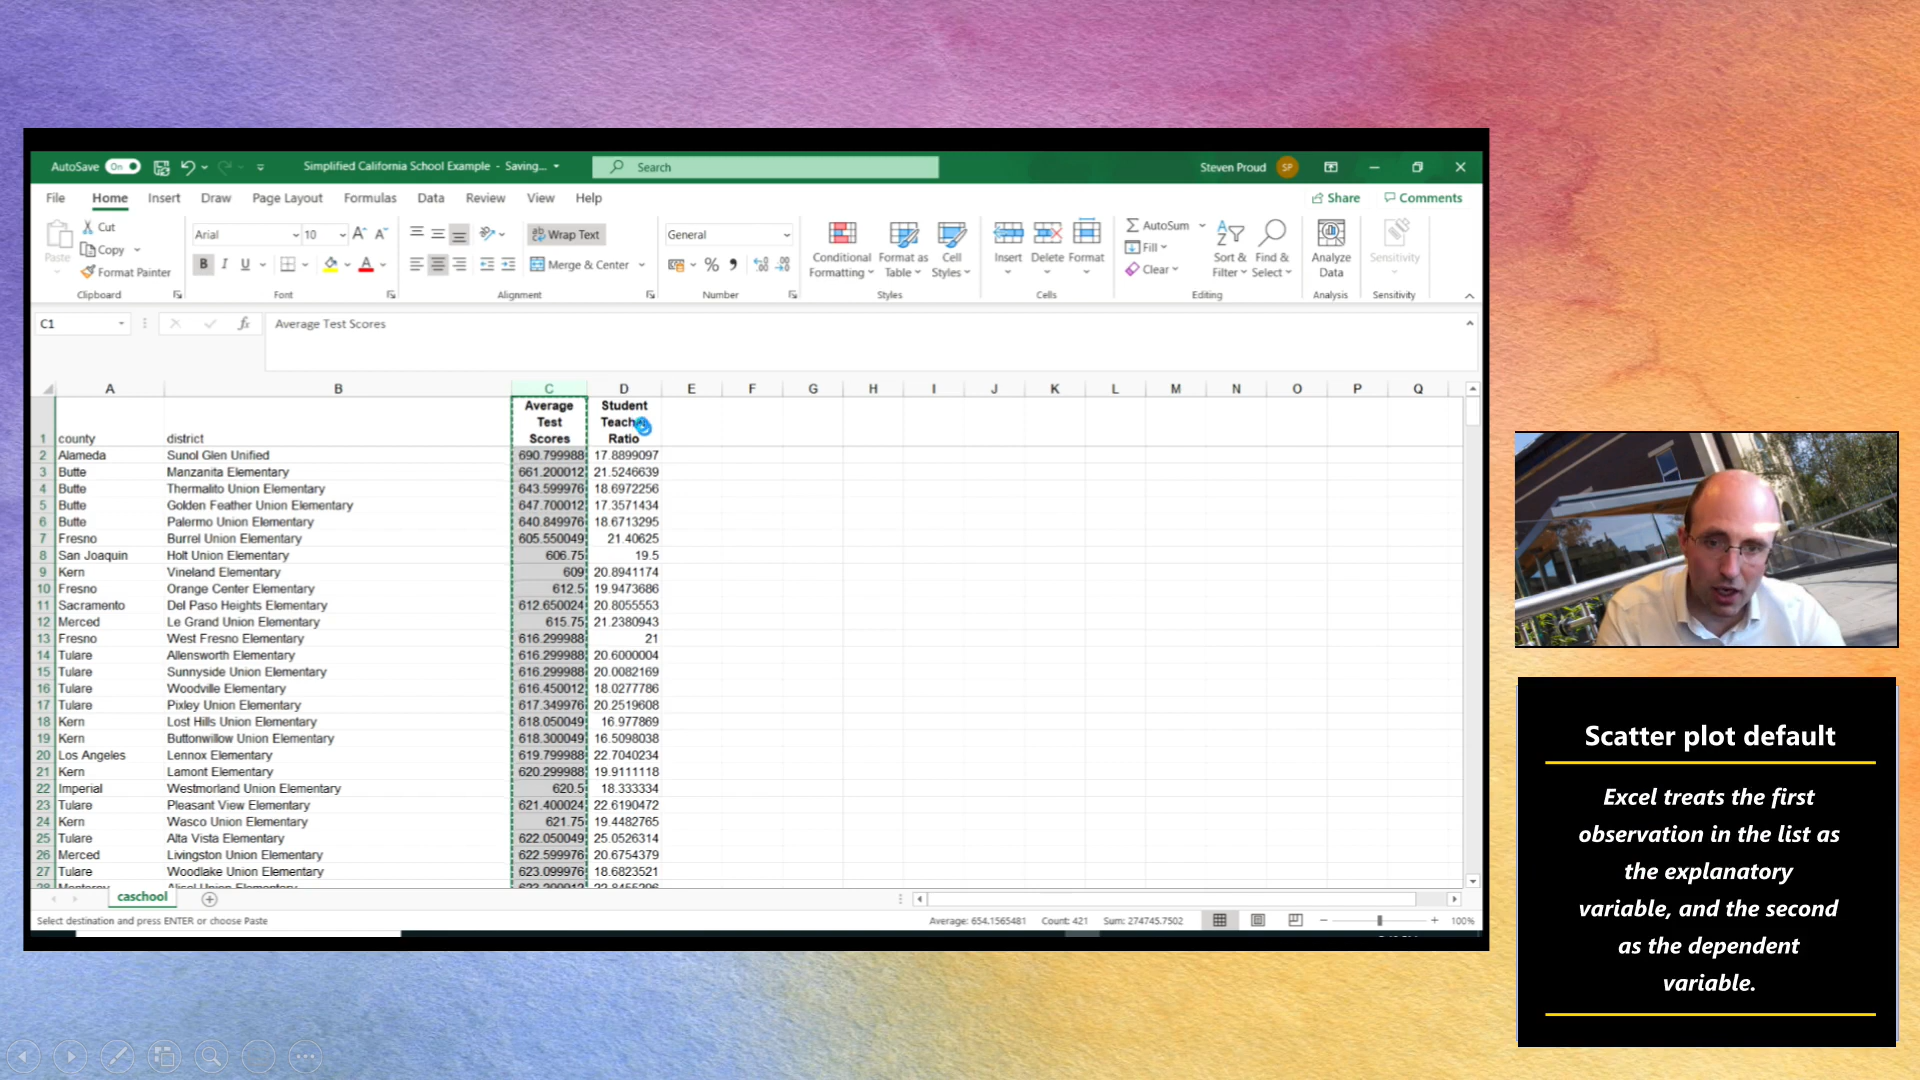 AutoSave On Simplified California School Example - Saving... Search Steven Proud SP
File Home Insert Draw Page Layout Formulas Data Review View Help Share Comments
Paste Cut Copy Format Painter Clipboard
Arial 10 B I U Font
Wrap Text Merge & Center Alignment
General Number
Conditional Formatting Format as Table Cell Styles Styles
Insert Delete Format Cells
AutoSum Fill Clear Sort & Filter Find & Select Editing
Analyze Data Analysis
Sensitivity Sensitivity
C1 fx Average Test Scores
A B C D E F G H I J K L M N O P Q
1 county district Average Test Scores Student Ratio
2 Alameda Sunol Glen Unified 690.799988 17.8899097
3 Butte Manzanita Elementary 661.200012 21.5246639
4 Butte Thermalito Union Elementary 643.599976 18.6972256
5 Butte Golden Feather Union Elementary 647.700012 17.3571434
6 Butte Palermo Union Elementary 640.849976 18.6713295
7 Fresno Burrel Union Elementary 605.550049 21.40625
8 San Joaquin Holt Union Elementary 606.75 19.5
9 Kern Vineland Elementary 609 20.8941174
10 Fresno Orange Center Elementary 612.5 19.9473686
11 Sacramento Del Paso Heights Elementary 612.650024 20.8055553
12 Merced Le Grand Union Elementary 615.75 21.2380943
13 Fresno West Fresno Elementary 616.299988 21
14 Tulare Allensworth Elementary 616.299988 20.6000004
15 Tulare Sunnyside Union Elementary 616.299988 20.0082169
16 Tulare Woodville Elementary 616.450012 18.0277786
17 Tulare Pixley Union Elementary 617.349976 20.2519608
18 Kern Lost Hills Union Elementary 618.050049 16.977869
19 Kern Buttonwillow Union Elementary 618.300049 16.5098038
20 Los Angeles Lennox Elementary 619.799988 22.7040234
21 Kern Lamont Elementary 620.299988 19.9111118
22 Imperial Westmorland Union Elementary 620.5 18.333334
23 Tulare Pleasant View Elementary 621.400024 22.6190472
24 Kern Wasco Union Elementary 621.75 19.4482765
25 Tulare Alta Vista Elementary 622.050049 25.0526314
26 Merced Livingston Union Elementary 622.599976 20.6754379
27 Tulare Woodlake Union Elementary 623.099976 18.6823521
caschool
Select destination and press ENTER or choose Paste Average: 654.1565481 Count: 421 Sum: 274745.7502 100%
Scatter plot default
Excel treats the first
observation in the list as
the explanatory
variable, and the second
as the dependent
variable.